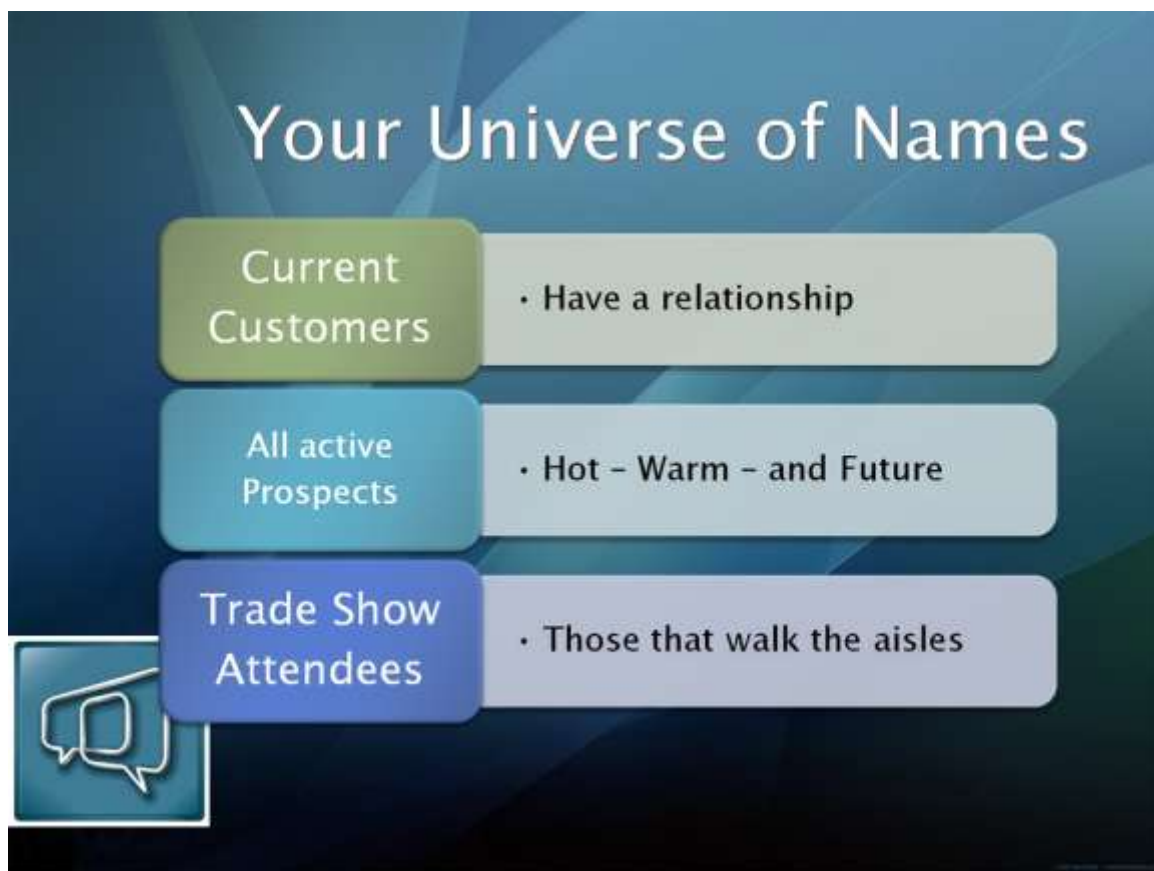 Your Universe of Names
Current
Customers
• Have a relationship
All active
Prospects
• Hot – Warm – and Future
Trade Show
Attendees
• Those that walk the aisles